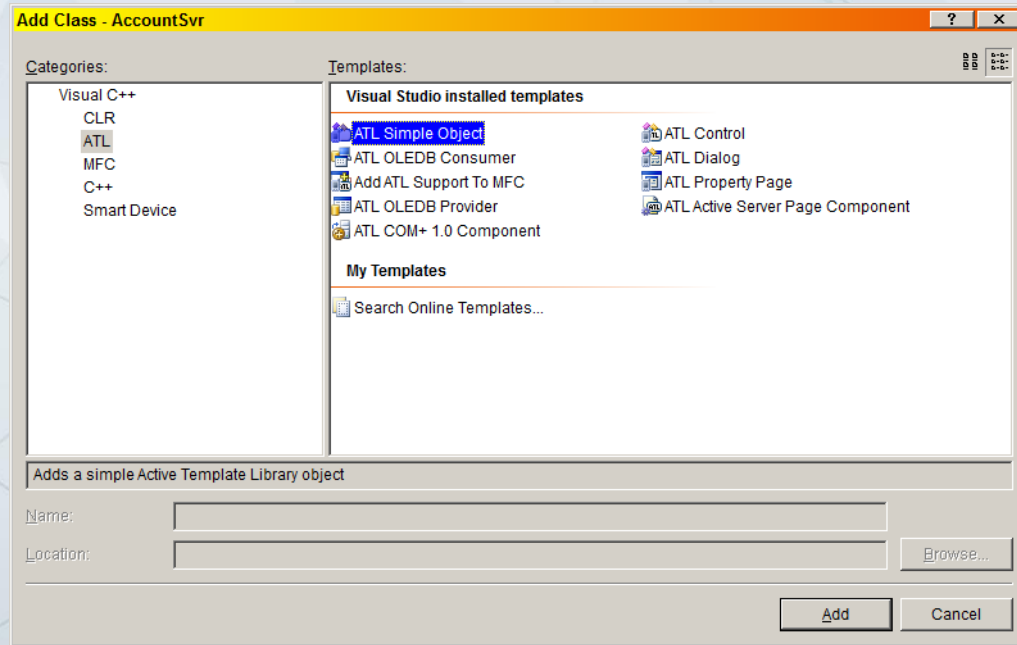 Add Class - AccountSvr
? X
Categories:
Templates:
Visual C++
CLR
ATL
MFC
C++
Smart Device
Visual Studio installed templates
ATL Simple Object
ATL OLEDB Consumer
Add ATL Support To MFC
ATL OLEDB Provider
ATL COM+ 1.0 Component
ATL Control
ATL Dialog
ATL Property Page
ATL Active Server Page Component
My Templates
Search Online Templates...
Adds a simple Active Template Library object
Name:
Location:
Browse...
Add
Cancel